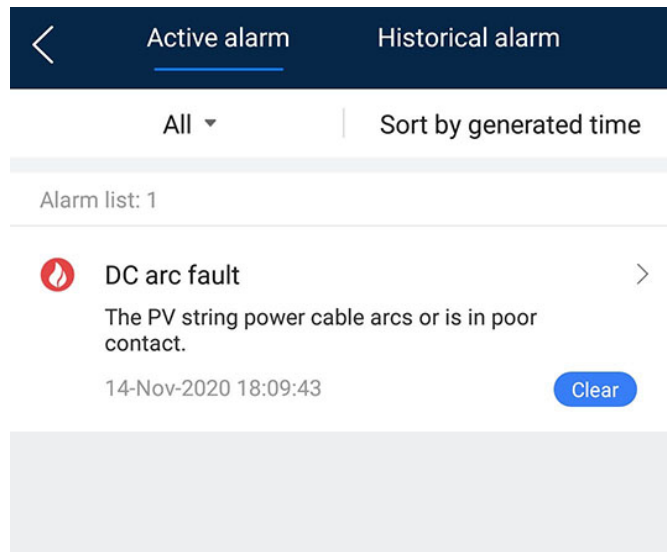 Active alarm Historical alarm
All Sort by generated time
Alarm list: 1
DC arc fault
The PV string power cable arcs or is in poor
contact.
14-Nov-2020 18:09:43 Clear